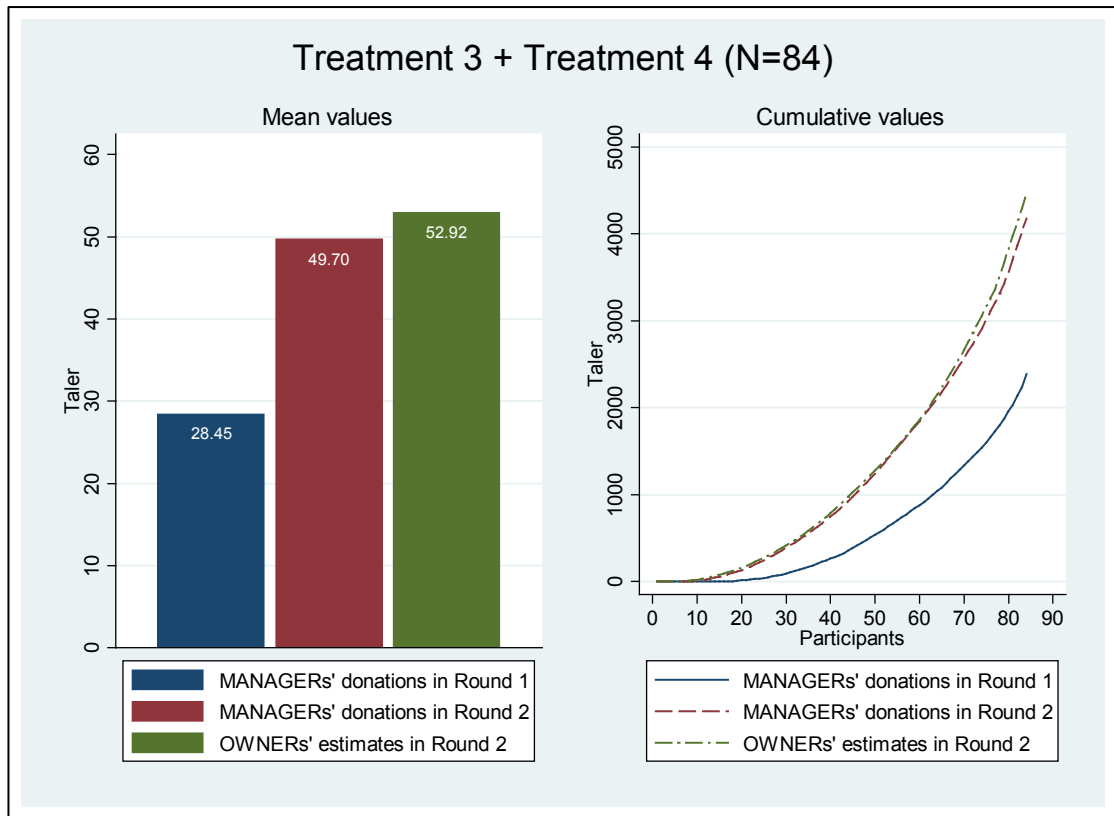 Treatment 3 + Treatment 4 (N=84)
Mean values
Taler
60
50
40
30
20
10
0
28.45
49.70
52.92
MANAGERs' donations in Round 1
MANAGERs' donations in Round 2
OWNERs' estimates in Round 2
Cumulative values
Taler
5000
4000
3000
2000
1000
0
0 10 20 30 40 50 60 70 80 90
Participants
MANAGERs' donations in Round 1
MANAGERs' donations in Round 2
OWNERs' estimates in Round 2